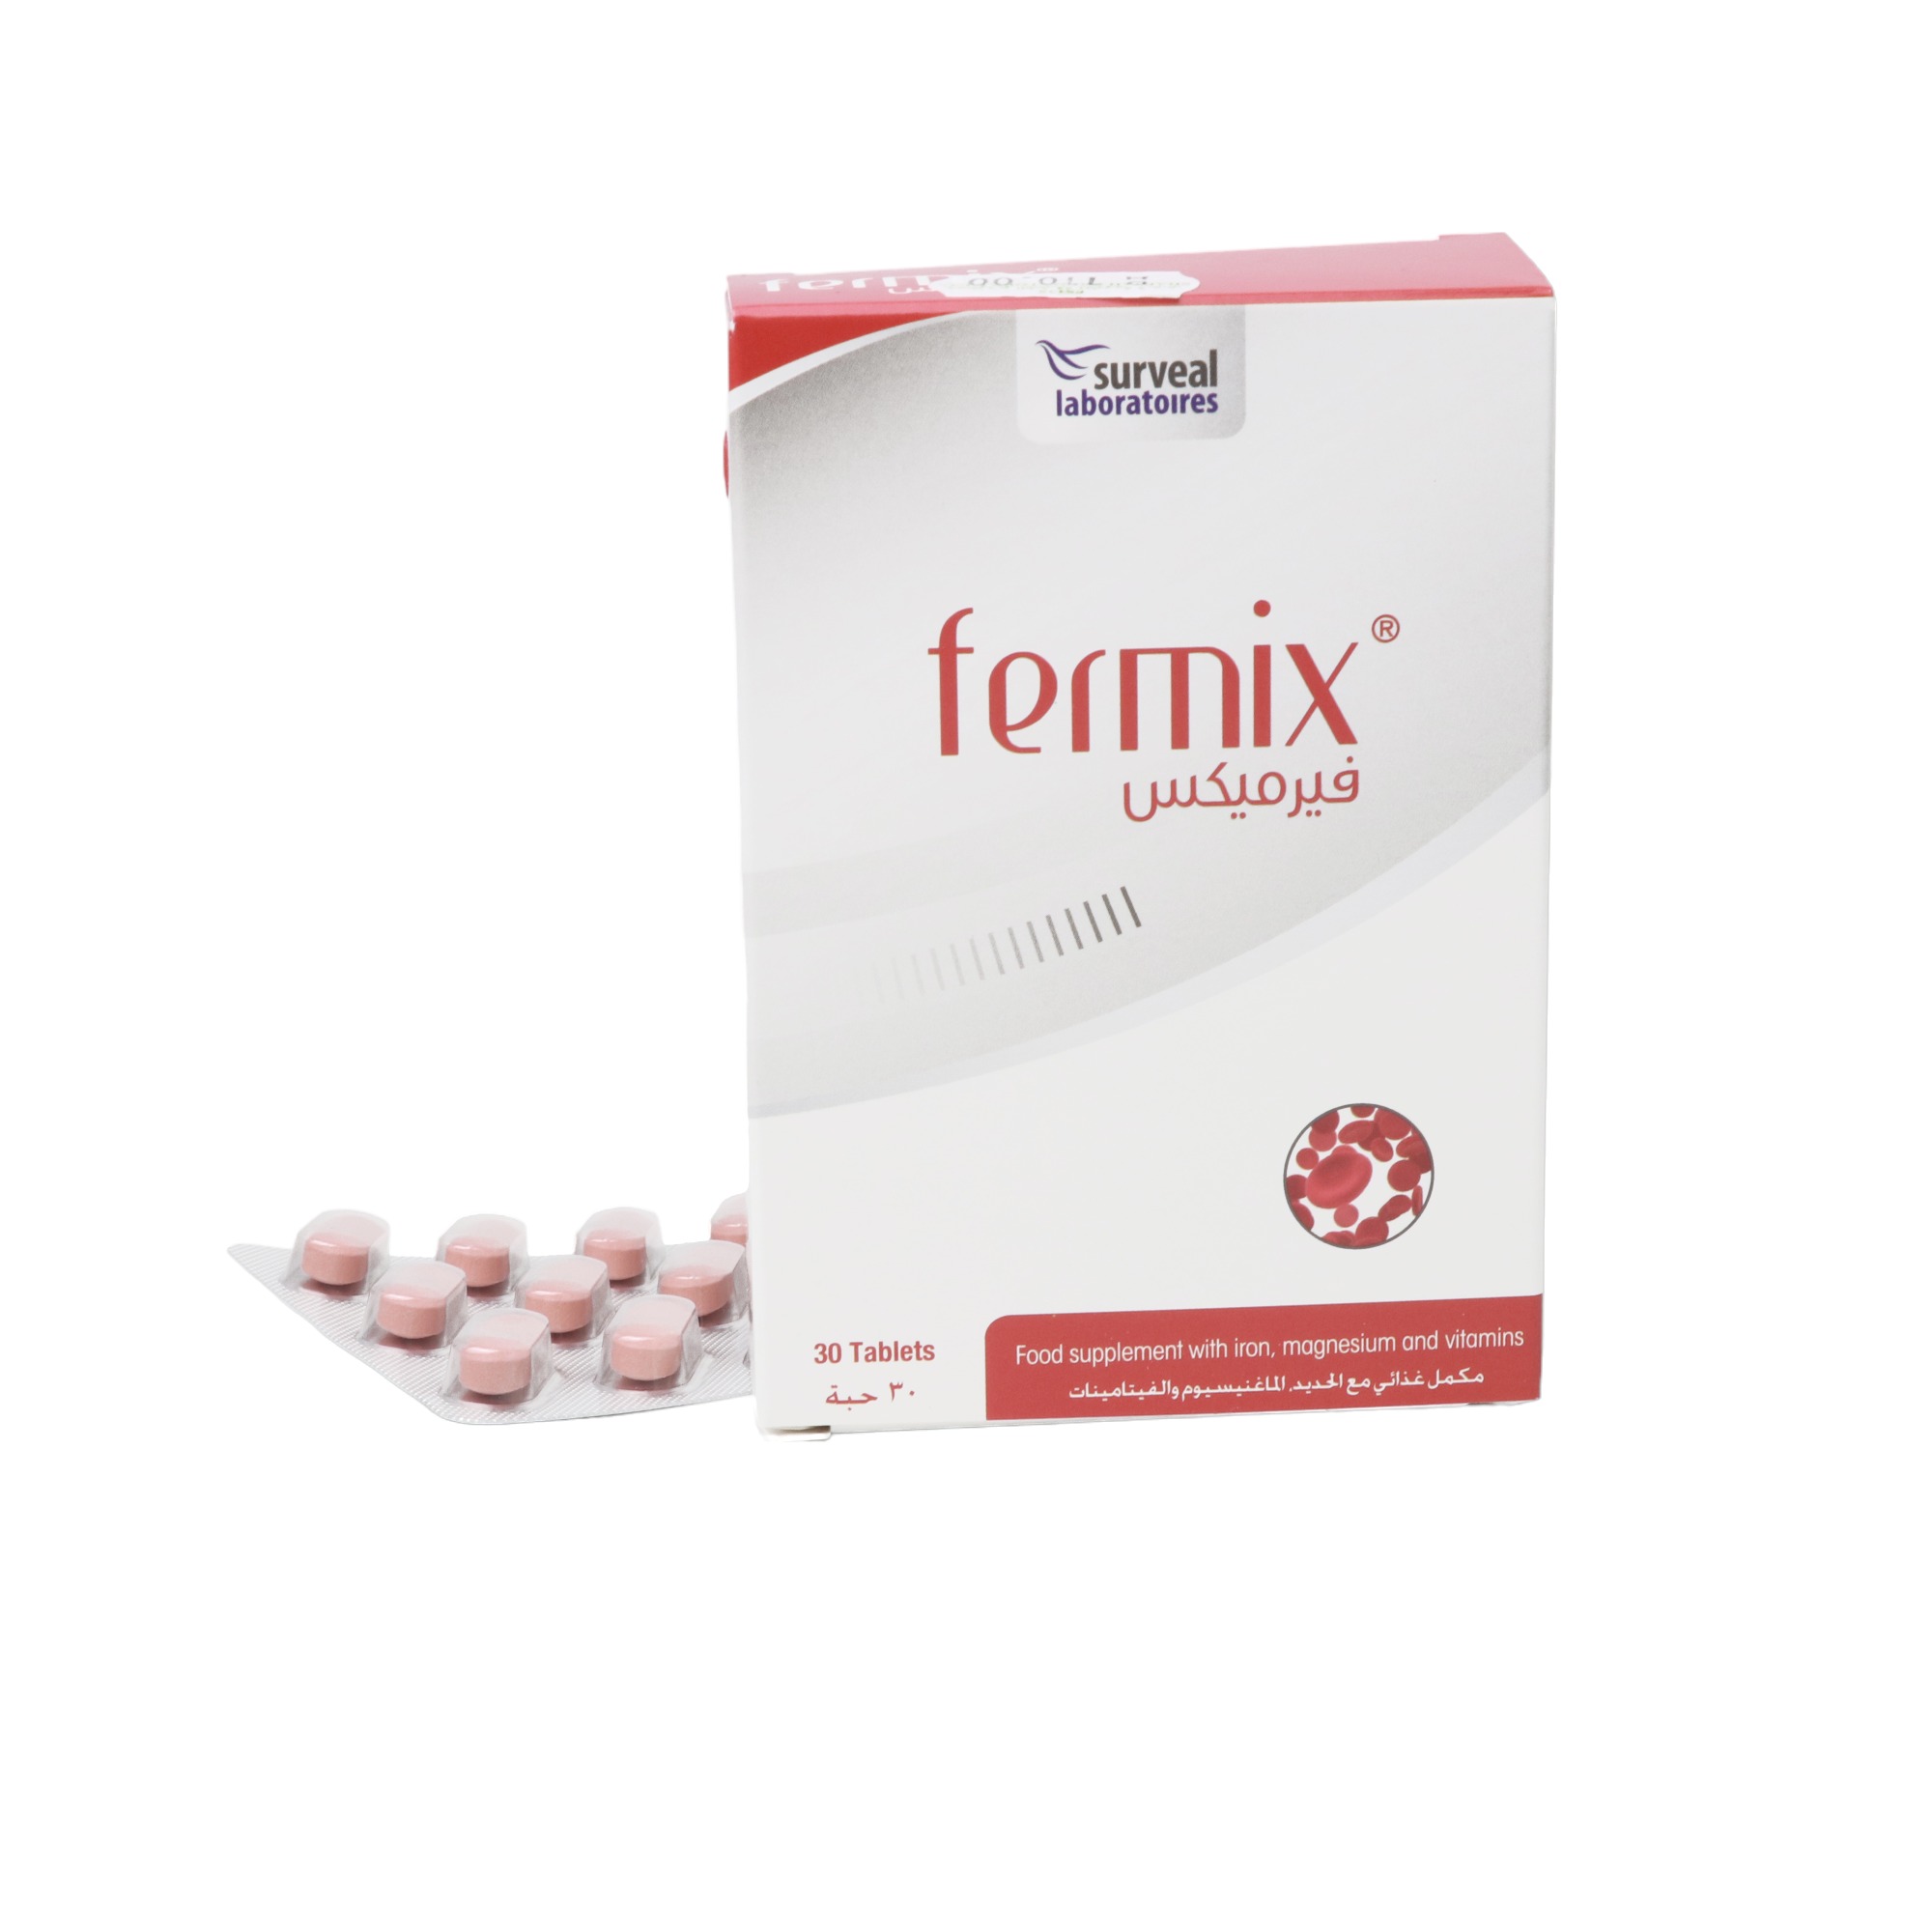 fermix®
surveal
laboratoires
fermix®
فيرميكس
30 Tablets
٣٠ حبة
Food supplement with iron, magnesium and vitamins
مكمل غذائي مع الحديد, الماغنيسيوم والفيتامينات